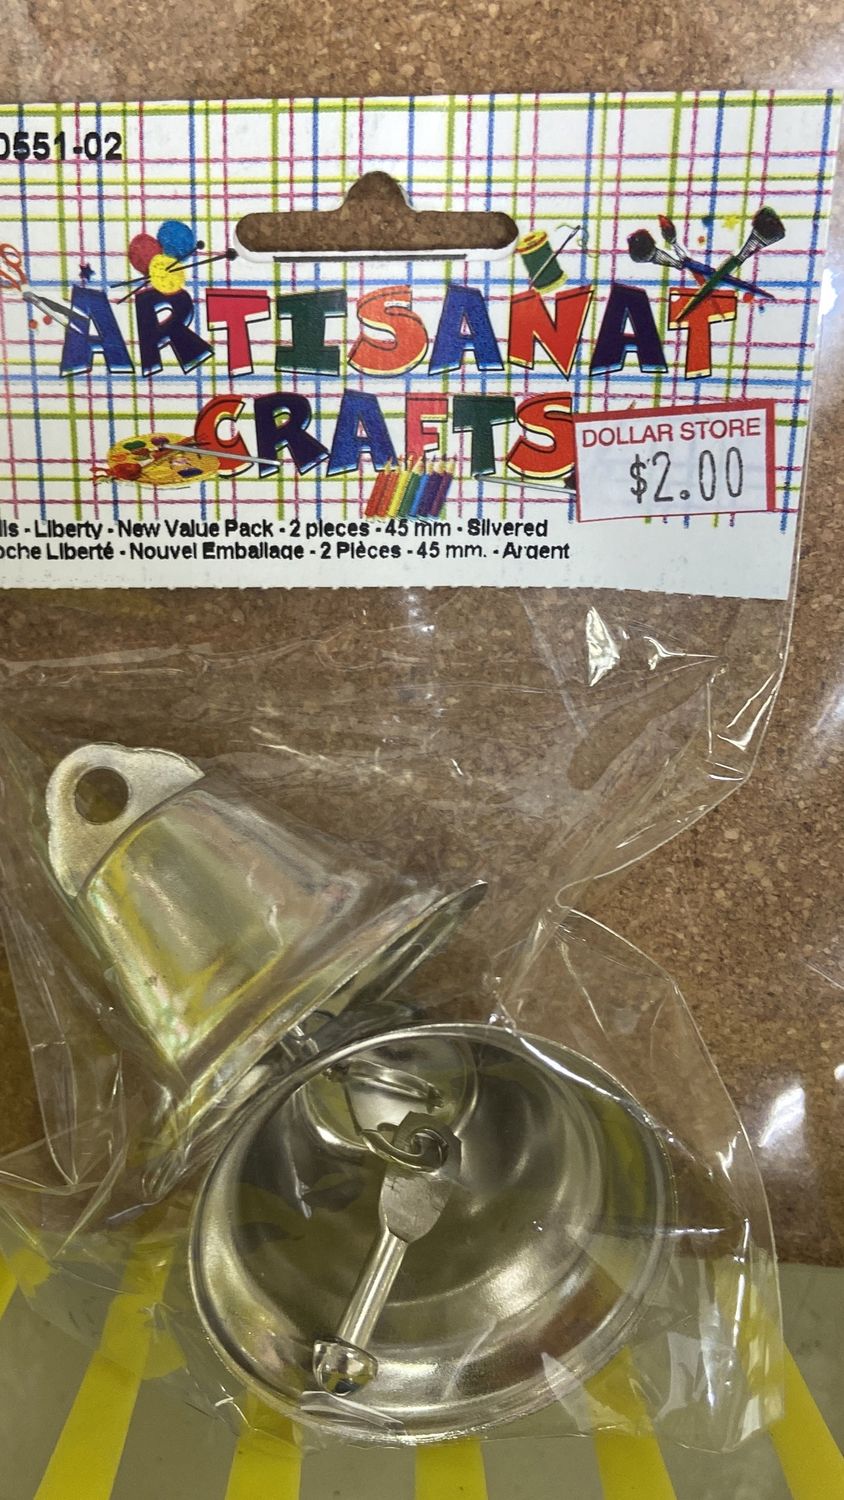 0551-02
ARTISANAT
CRAFTS
DOLLAR STORE
$2.00
lls - Liberty - New Value Pack - 2 pieces - 45 mm - Silvered
oche Liberté - Nouvel Emballage - 2 Pièces - 45 mm. - Argent